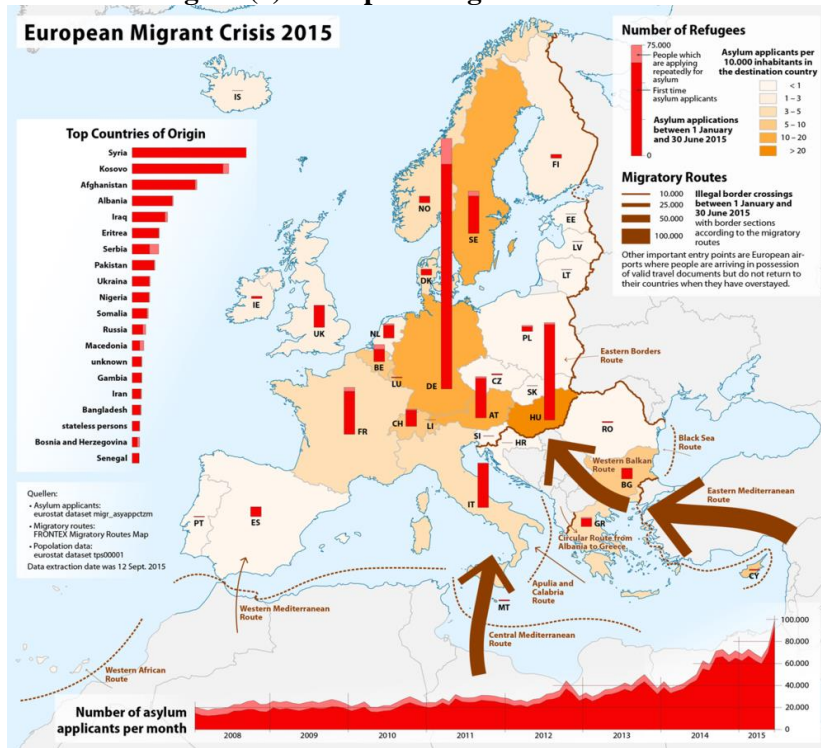 European Migrant Crisis 2015
Number of Refugees
75.000
People which
are applying
repeatedly for
asylum
First time
asylum applicants
Asylum applications
between 1 January
and 30 June 2015
0
Asylum applicants per
10.000 inhabitants in
the destination country
< 1
1 – 3
3 – 5
5 – 10
10 – 20
> 20
Migratory Routes
10.000
25.000
50.000
100.000
Illegal border crossings
between 1 January and
30 June 2015
with border sections
according to the migratory
routes
Other important entry points are European air-
ports where people are arriving in possession
of valid travel documents but do not return to
their countries when they have overstayed.
Top Countries of Origin
Syria
Kosovo
Afghanistan
Albania
Iraq
Eritrea
Serbia
Pakistan
Ukraina
Nigeria
Somalia
Russia
Macedonia
unknown
Gambia
Iran
Bangladesh
stateless persons
Bosnia and Herzegovina
Senegal
Quellen:
• Asylum applicants:
eurostat dataset migr_asyappctzm
• Migratory routes:
FRONTEX Migratory Routes Map
• Population data:
eurostat dataset tps00001
Data extraction date was 12 Sept. 2015
IS
NO
SE
FI
EE
LV
LT
DK
IE
UK
NL
BE
LU
DE
PL
CZ
SK
FR
CH
LI
AT
HU
SI
HR
RO
BG
IT
GR
PT
ES
MT
CY
Eastern Borders
Route
Black Sea
Route
Western Balkan
Route
Eastern Mediterranean
Route
Circular Route from
Albania to Greece
Apulia and
Calabria
Route
Central Mediterranean
Route
Western Mediterranean
Route
Western African
Route
Number of asylum
applicants per month
100.000
80.000
60.000
40.000
20.000
0
2008
2009
2010
2011
2012
2013
2014
2015